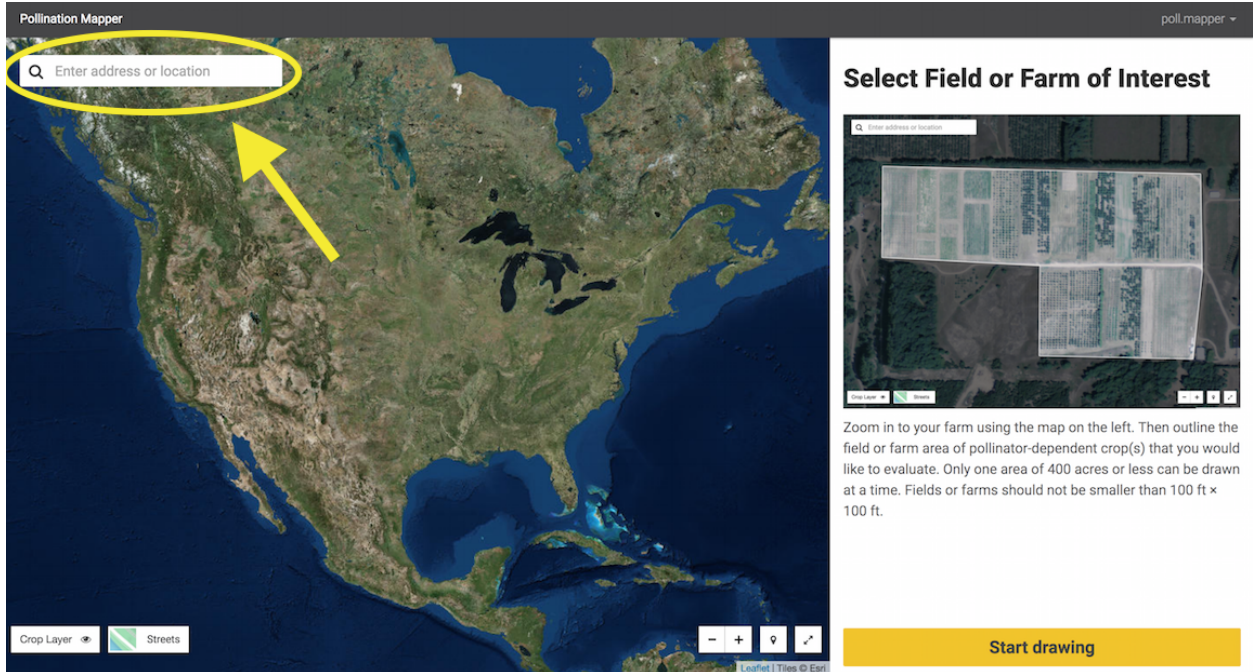 Pollination Mapper
poll.mapper
Enter address or location
Select Field or Farm of Interest
Enter address or location
Crop Layer
Streets
- +
Zoom in to your farm using the map on the left. Then outline the
field or farm area of pollinator-dependent crop(s) that you would
like to evaluate. Only one area of 400 acres or less can be drawn
at a time. Fields or farms should not be smaller than 100 ft ×
100 ft.
Crop Layer
Streets
- +
Leaflet | Tiles © Esri
Start drawing